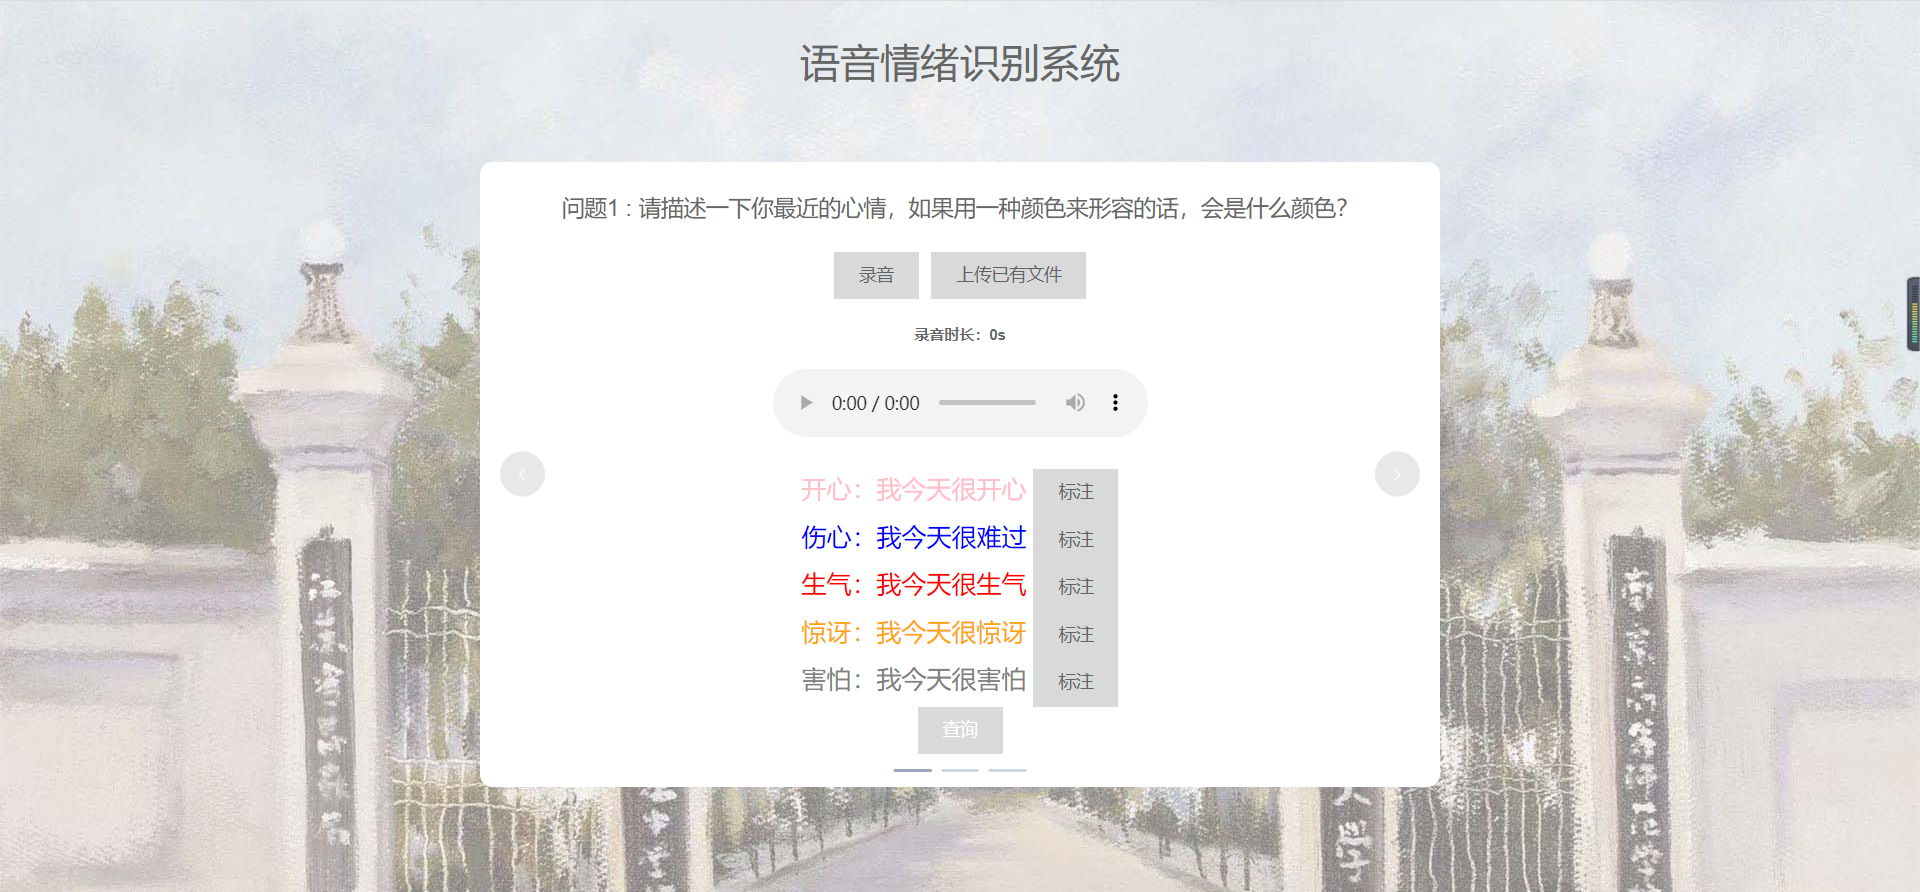 语音情绪识别系统
问题1 : 请描述一下你最近的心情，如果用一种颜色来形容的话，会是什么颜色?
录音 上传已有文件
录音时长：0s
0:00 / 0:00
开心：我今天很开心 标注
伤心：我今天很难过 标注
生气：我今天很生气 标注
惊讶：我今天很惊讶 标注
害怕：我今天很害怕 标注
查询
南京
大學